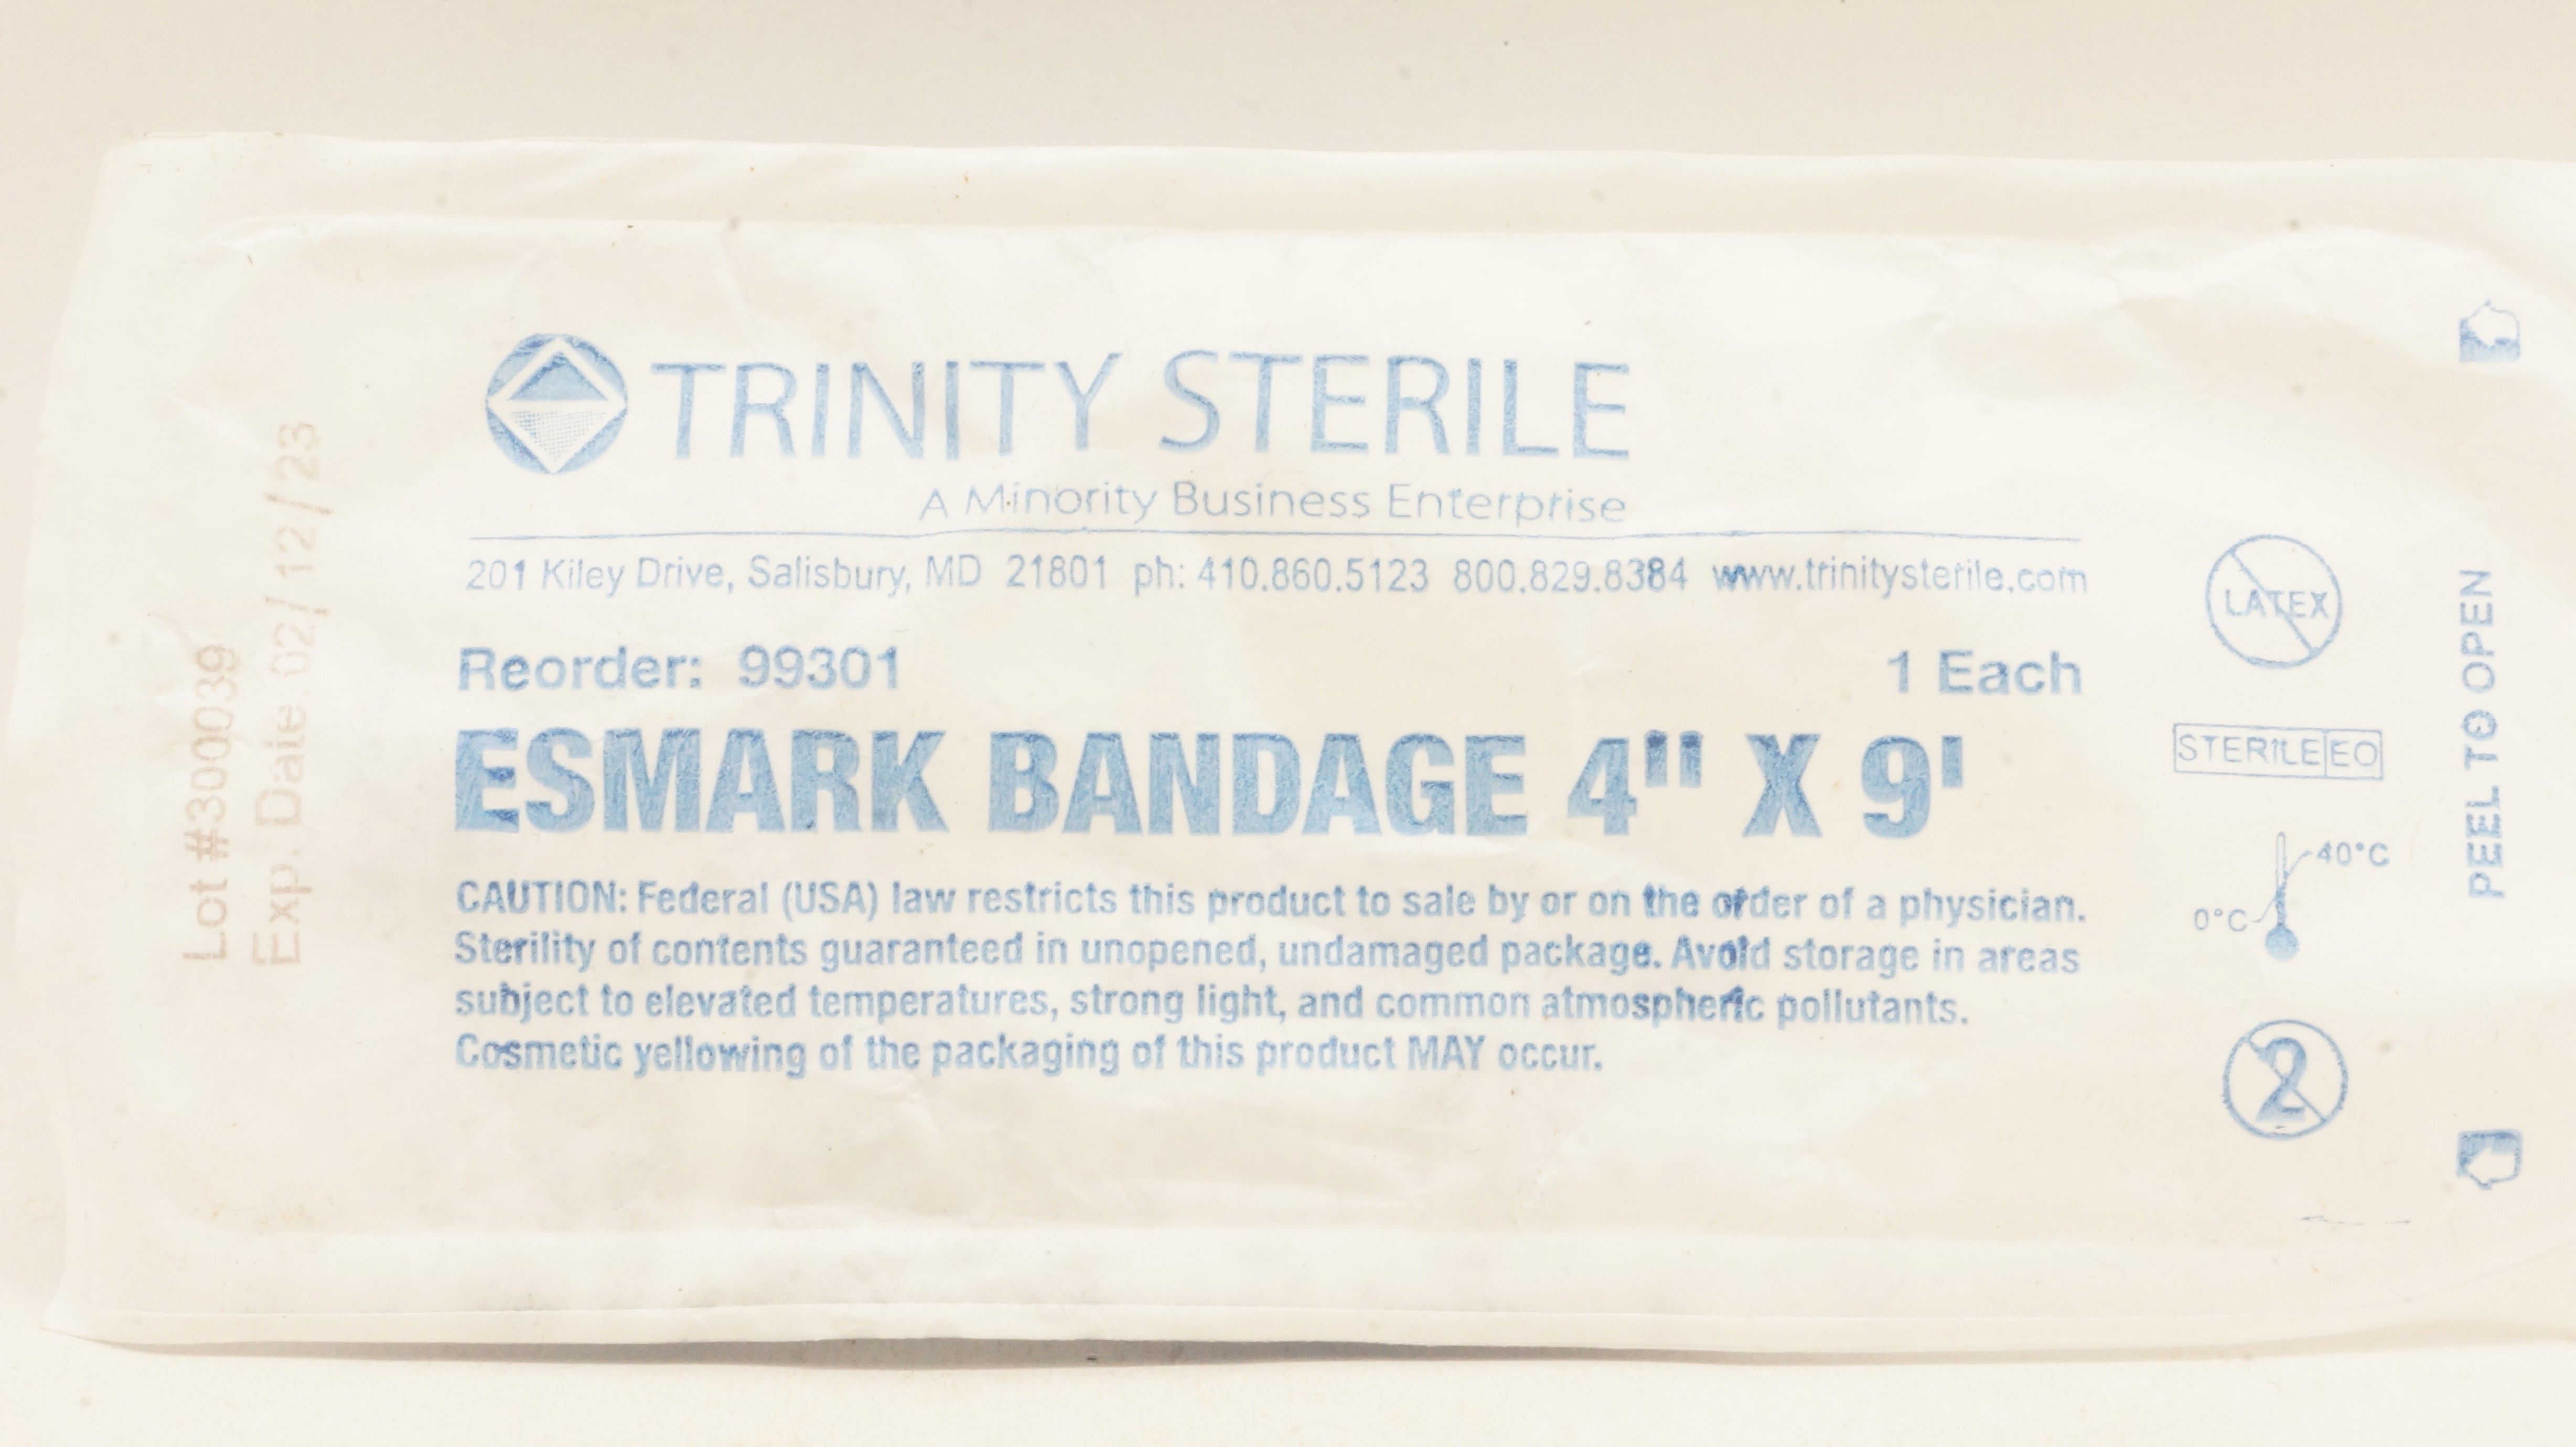 TRINITY STERILE
A Minority Business Enterprise
201 Kiley Drive, Salisbury, MD 21801 ph: 410.860.5123 800.829.8384 www.trinitysterile.com
Reorder: 99301
1 Each
ESMARK BANDAGE 4" X 9'
CAUTION: Federal (USA) law restricts this product to sale by or on the order of a physician.
Sterility of contents guaranteed in unopened, undamaged package. Avoid storage in areas
subject to elevated temperatures, strong light, and common atmospheric pollutants.
Cosmetic yellowing of the packaging of this product MAY occur.
Lot #300039
Exp. Date 02/12/23
LATEX
STERILE EO
40°C
0°C
2
PEEL TO OPEN